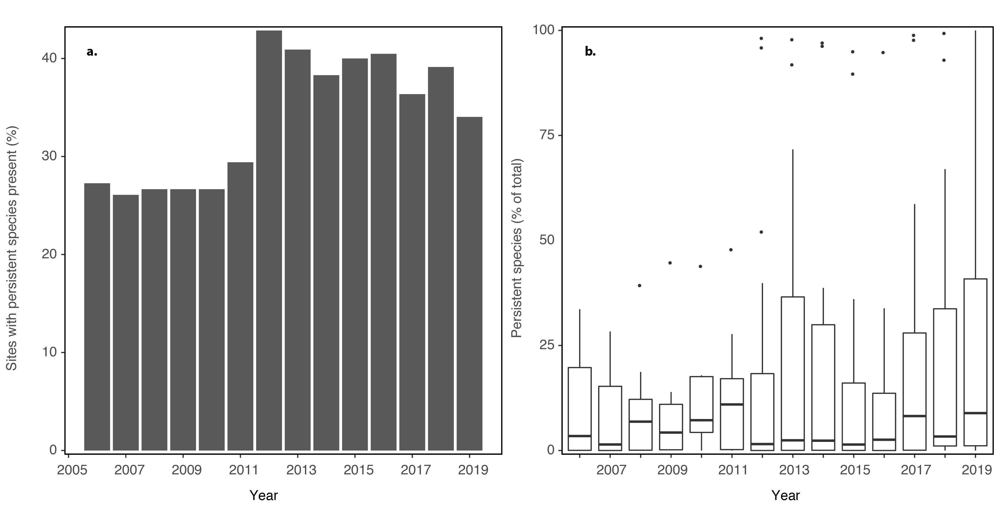 a.
Sites with persistent species present (%)
40
30
20
10
0
2005 2007 2009 2011 2013 2015 2017 2019
Year
b.
Persistent species (% of total)
100
75
50
25
0
2007 2009 2011 2013 2015 2017 2019
Year